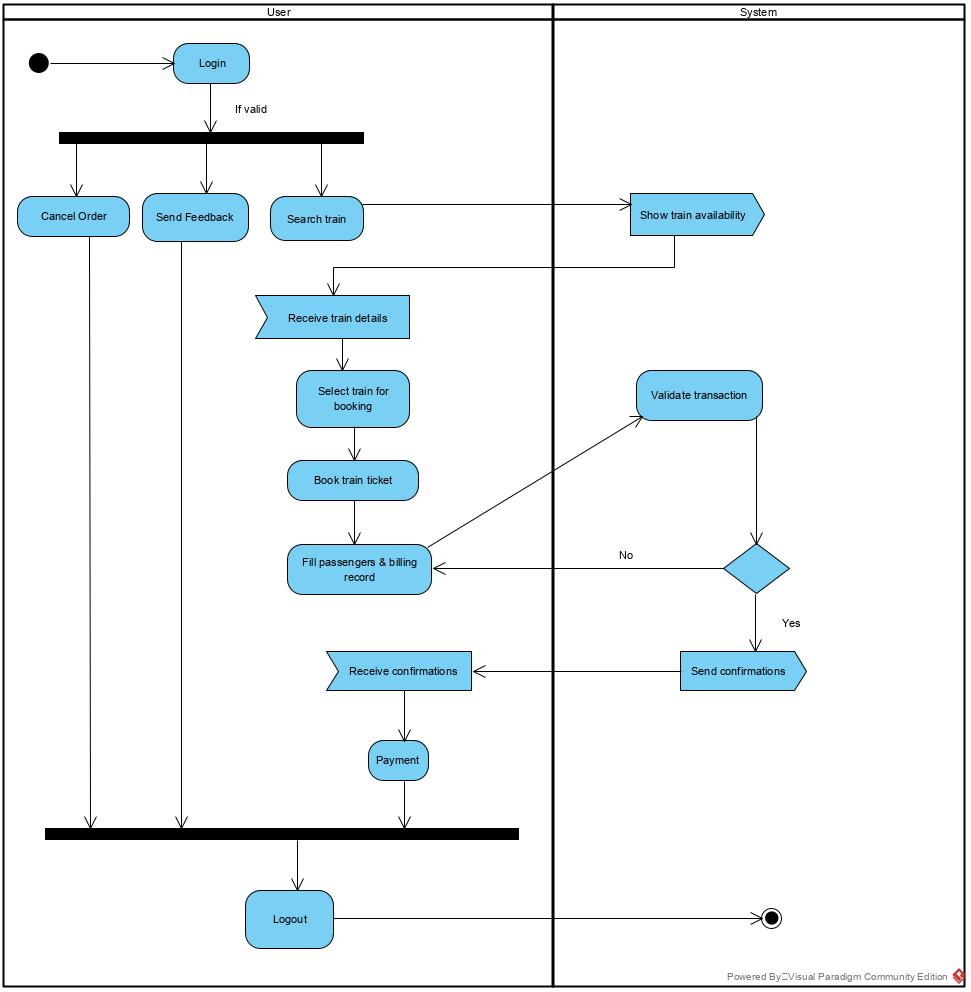 User
System
Login
If valid
Cancel Order
Send Feedback
Search train
Show train availability
Receive train details
Select train for
booking
Validate transaction
Book train ticket
Fill passengers & billing
record
No
Yes
Receive confirmations
Send confirmations
Payment
Logout
Powered By Visual Paradigm Community Edition